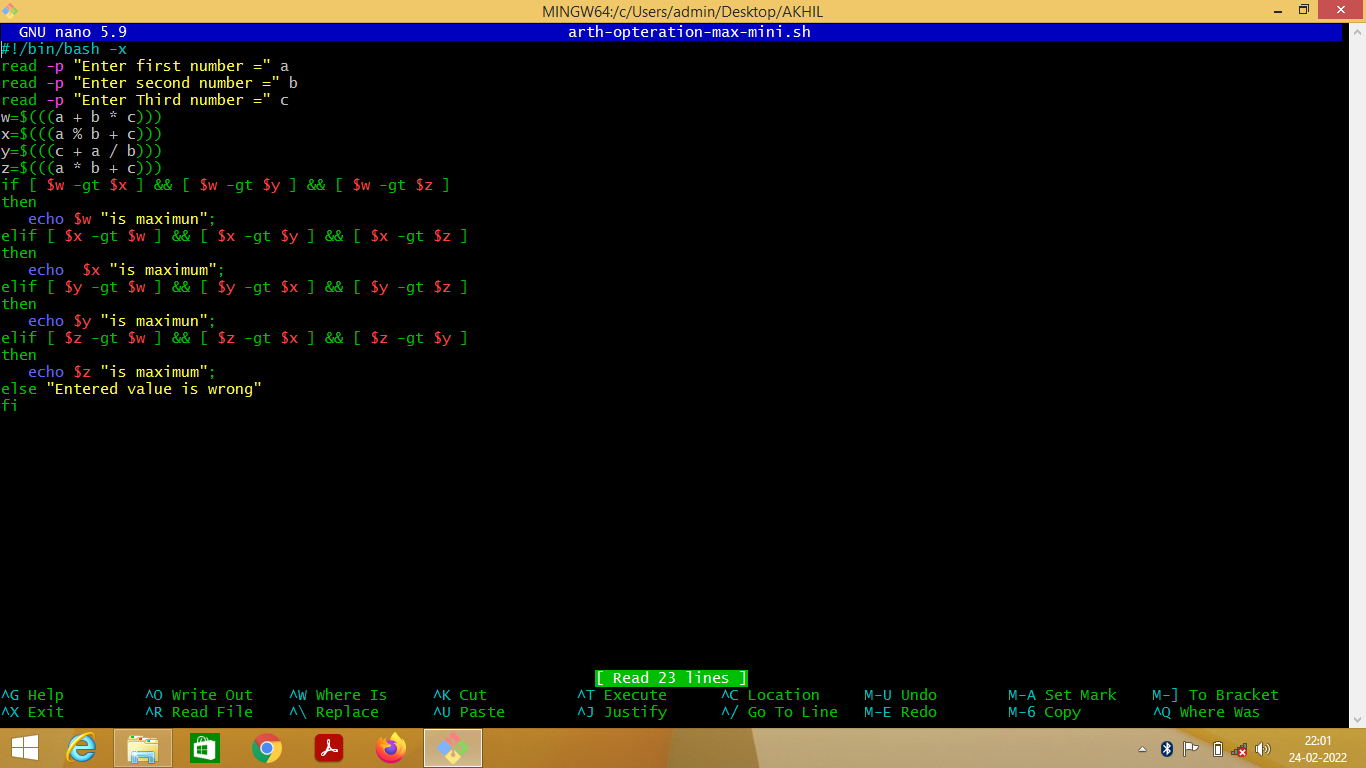 MINGW64:/c/Users/admin/Desktop/AKHIL
GNU nano 5.9 arth-opteration-max-mini.sh
#!/bin/bash -x
read -p "Enter first number =" a
read -p "Enter second number =" b
read -p "Enter Third number =" c
w=$(((a + b * c)))
x=$(((a % b + c)))
y=$(((c + a / b)))
z=$(((a * b + c)))
if [ $w -gt $x ] && [ $w -gt $y ] && [ $w -gt $z ]
then
   echo $w "is maximun";
elif [ $x -gt $w ] && [ $x -gt $y ] && [ $x -gt $z ]
then
   echo  $x "is maximum";
elif [ $y -gt $w ] && [ $y -gt $x ] && [ $y -gt $z ]
then
   echo $y "is maximun";
elif [ $z -gt $w ] && [ $z -gt $x ] && [ $z -gt $y ]
then
   echo $z "is maximum";
else "Entered value is wrong"
fi
[ Read 23 lines ]
^G Help ^O Write Out ^W Where Is ^K Cut ^T Execute ^C Location M-U Undo M-A Set Mark M-] To Bracket
^X Exit ^R Read File ^\ Replace ^U Paste ^J Justify ^/ Go To Line M-E Redo M-6 Copy ^Q Where Was
22:01
24-02-2022